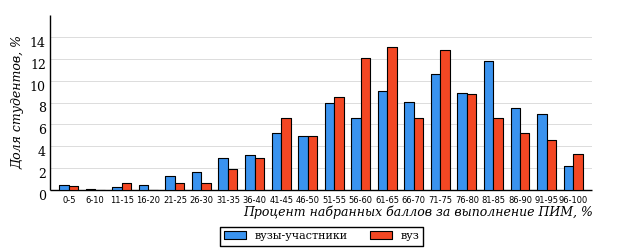 Доля студентов, %
14
12
10
8
6
4
2
0
0-5 6-10 11-15 16-20 21-25 26-30 31-35 36-40 41-45 46-50 51-55 56-60 61-65 66-70 71-75 76-80 81-85 86-90 91-95 96-100
Процент набранных баллов за выполнение ПИМ, %
вузы-участники вуз